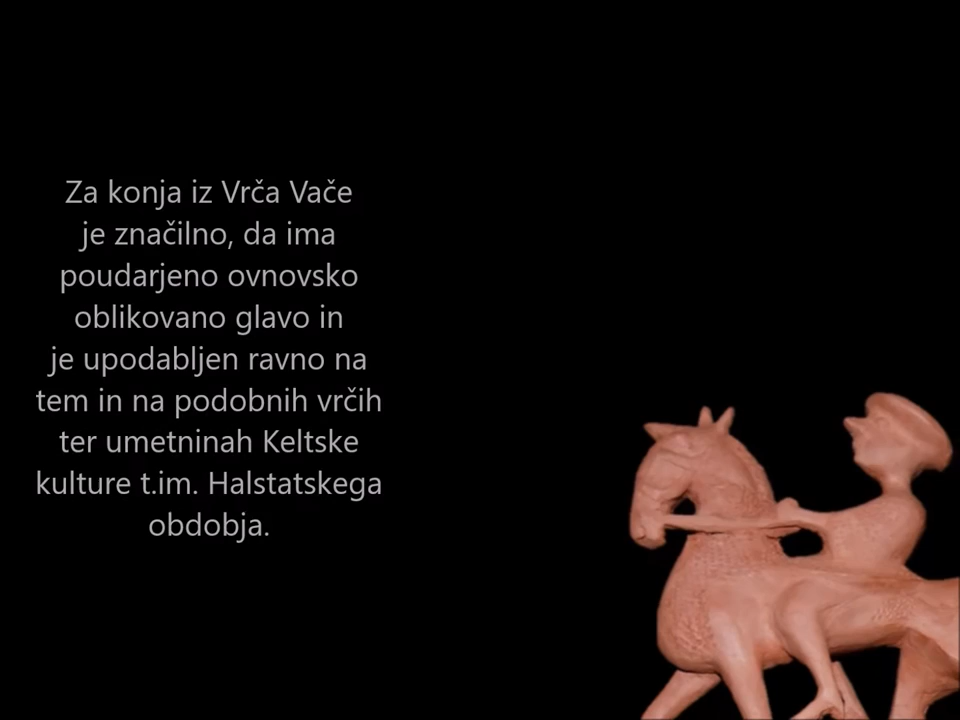 Za konja iz Vrča Vače
je značilno, da ima
poudarjeno ovnovsko
oblikovano glavo in
je upodabljen ravno na
tem in na podobnih vrčih
ter umetninah Keltske
kulture t.im. Halstatskega
obdobja.